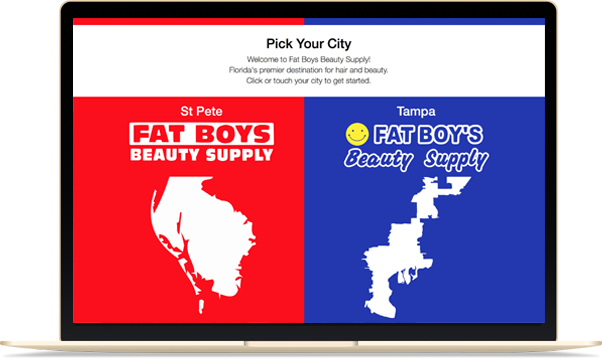 Pick Your City
Welcome to Fat Boys Beauty Supply!
Florida's premier destination for hair and beauty.
Click or touch your city to get started.
St Pete
FAT BOYS
BEAUTY SUPPLY
Tampa
FAT BOY'S
Beauty Supply